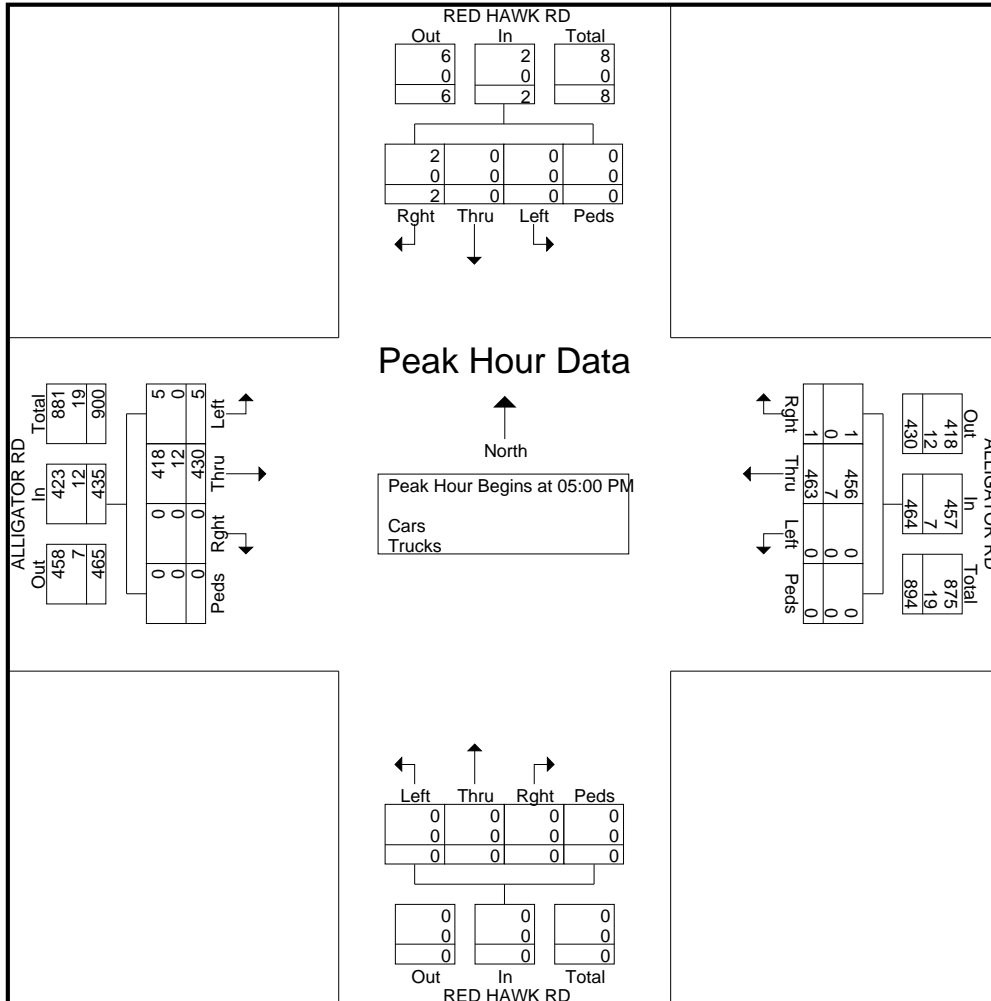 RED HAWK RD
Out In Total
6 2 8
0 0 0
6 2 8
2 0 0 0
0 0 0 0
2 0 0 0
Rght Thru Left Peds
Peak Hour Data
North
Peak Hour Begins at 05:00 PM
Cars
Trucks
ALLIGATOR RD
Out In Total
458 423 881
7 12 19
465 435 900
Peds Rght Thru Left
0 0 418 5
0 0 12 0
0 0 430 5
ALLIGATOR RD
Out In Total
418 457 875
12 7 19
430 464 894
Rght Thru Left Peds
1 456 0 0
0 7 0 0
1 463 0 0
Left Thru Rght Peds
0 0 0 0
0 0 0 0
0 0 0 0
0 0 0
0 0 0
0 0 0
Out In Total
RED HAWK RD